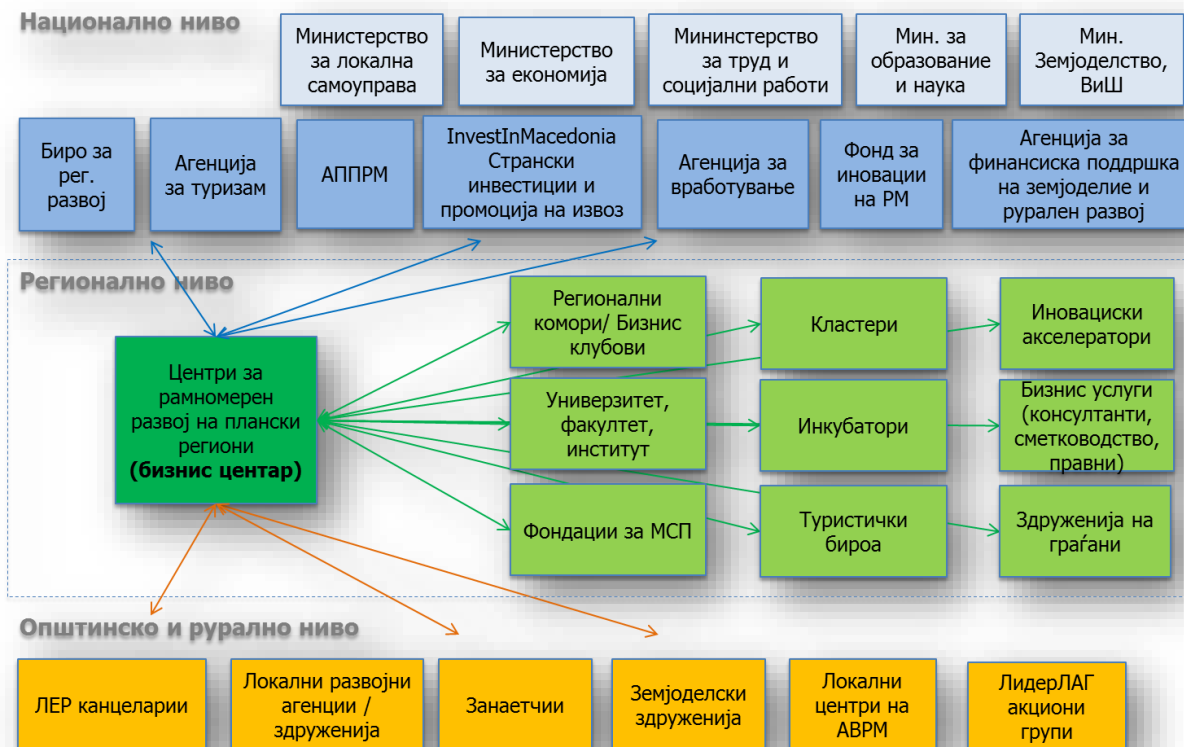 Национално ниво
Министерство
за локална
самоуправа
Министерство
за економија
Мининстерство
за труд и
социјални работи
Мин. за
образование
и наука
Мин.
Земјоделство,
ВиШ
Биро за
рег.
развој
Агенција
за туризам
АППРМ
InvestInMacedonia
Странски
инвестиции и
промоција на извоз
Агенција за
вработување
Фонд за
иновации
на РМ
Агенција за
финансиска поддршка
на земјоделие и
рурален развој
Регионално ниво
Центри за
рамномерен
развој на плански
региони
(бизнис центар)
Регионални
комори/ Бизнис
клубови
Кластери
Иновациски
акселератори
Универзитет,
факултет,
институт
Инкубатори
Бизнис услуги
(консултанти,
сметководство,
правни)
Фондации за МСП
Туристички
бироа
Здруженија на
граѓани
Општинско и рурално ниво
ЛЕР канцеларии
Локални развојни
агенции /
здруженија
Занаетчии
Земјоделски
здруженија
Локални
центри на
АВРМ
ЛидерЛАГ
акциони
групи